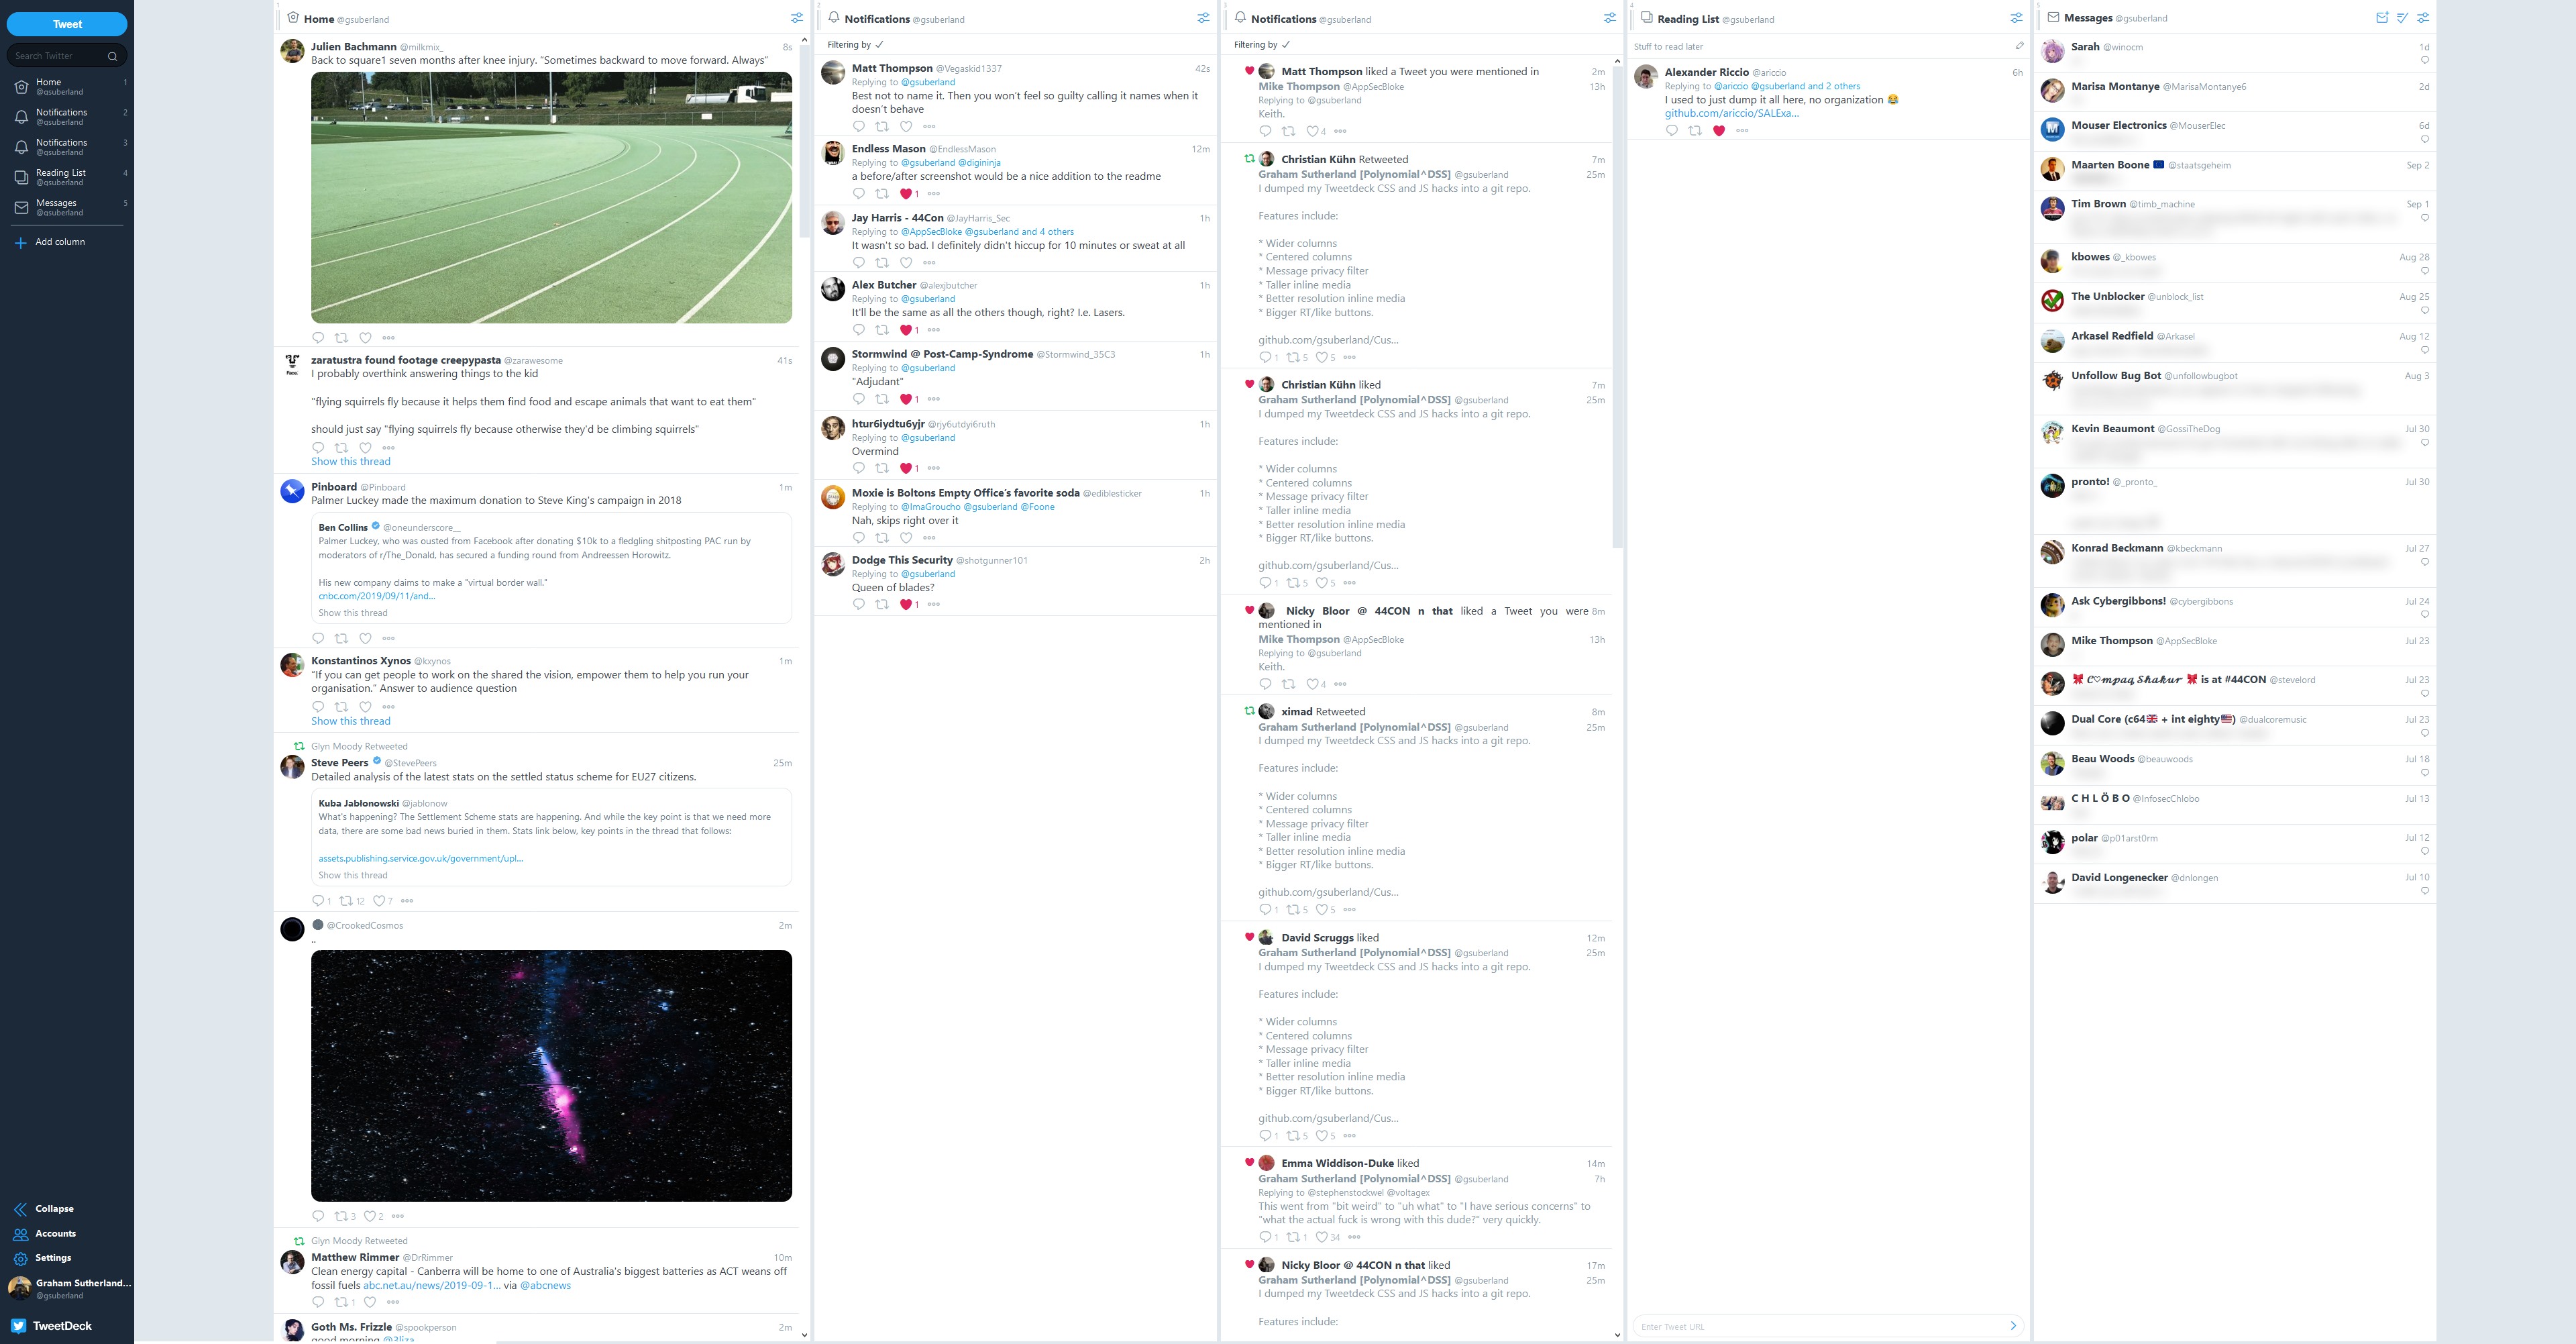 Tweet
Search Twitter
Home 1
@gsuberland
Notifications 2
@gsuberland
Notifications 3
@gsuberland
Reading List 4
@gsuberland
Messages 5
@gsuberland
Add column
Collapse
Accounts
Settings
Graham Sutherland...
@gsuberland
TweetDeck
1
Home @gsuberland
Julien Bachmann @milkmix_ 8s
Back to square1 seven months after knee injury. “Sometimes backward to move forward. Always”
zaratustra found footage creepypasta @zarawesome 41s
I probably overthink answering things to the kid
"flying squirrels fly because it helps them find food and escape animals that want to eat them"
should just say "flying squirrels fly because otherwise they'd be climbing squirrels"
Show this thread
Pinboard @Pinboard 1m
Palmer Luckey made the maximum donation to Steve King's campaign in 2018
Ben Collins @oneunderscore__
Palmer Luckey, who was ousted from Facebook after donating $10k to a fledgling shitposting PAC run by
moderators of r/The_Donald, has secured a funding round from Andreessen Horowitz.
His new company claims to make a "virtual border wall."
cnbc.com/2019/09/11/and...
Show this thread
Konstantinos Xynos @kxynos 1m
“If you can get people to work on the shared the vision, empower them to help you run your
organisation.” Answer to audience question
Show this thread
Glyn Moody Retweeted
Steve Peers @StevePeers 25m
Detailed analysis of the latest stats on the settled status scheme for EU27 citizens.
Kuba Jabłonowski @jablonow
What's happening? The Settlement Scheme stats are happening. And while the key point is that we need more
data, there are some bad news buried in them. Stats link below, key points in the thread that follows:
assets.publishing.service.gov.uk/government/upl...
Show this thread
1 12 7
@CrookedCosmos 2m
..
3 2
Glyn Moody Retweeted
Matthew Rimmer @DrRimmer 10m
Clean energy capital - Canberra will be home to one of Australia's biggest batteries as ACT weans off
fossil fuels abc.net.au/news/2019-09-1... via @abcnews
1
Goth Ms. Frizzle @spookperson 2m
good morning @3liza
2
Notifications @gsuberland
Filtering by
Matt Thompson @Vegaskid1337 42s
Replying to @gsuberland
Best not to name it. Then you won't feel so guilty calling it names when it
doesn't behave
Endless Mason @EndlessMason 12m
Replying to @gsuberland @digininja
a before/after screenshot would be a nice addition to the readme
1
Jay Harris - 44Con @JayHarris_Sec 1h
Replying to @AppSecBloke @gsuberland and 4 others
It wasn't so bad. I definitely didn't hiccup for 10 minutes or sweat at all
Alex Butcher @alexjbutcher 1h
Replying to @gsuberland
It'll be the same as all the others though, right? I.e. Lasers.
1
Stormwind @ Post-Camp-Syndrome @Stormwind_35C3 1h
Replying to @gsuberland
"Adjudant"
1
htur6iydtu6yjr @rjy6utdyi6ruth 1h
Replying to @gsuberland
Overmind
1
Moxie is Boltons Empty Office's favorite soda @ediblesticker 1h
Replying to @ImaGroucho @gsuberland @Foone
Nah, skips right over it
Dodge This Security @shotgunner101 2h
Replying to @gsuberland
Queen of blades?
1
3
Notifications @gsuberland
Filtering by
Matt Thompson liked a Tweet you were mentioned in 2m
Mike Thompson @AppSecBloke 13h
Replying to @gsuberland
Keith.
4
Christian Kühn Retweeted 7m
Graham Sutherland [Polynomial^DSS] @gsuberland 25m
I dumped my Tweetdeck CSS and JS hacks into a git repo.
Features include:
* Wider columns
* Centered columns
* Message privacy filter
* Taller inline media
* Better resolution inline media
* Bigger RT/like buttons.
github.com/gsuberland/Cus...
1 5 5
Christian Kühn liked 7m
Graham Sutherland [Polynomial^DSS] @gsuberland 25m
I dumped my Tweetdeck CSS and JS hacks into a git repo.
Features include:
* Wider columns
* Centered columns
* Message privacy filter
* Taller inline media
* Better resolution inline media
* Bigger RT/like buttons.
github.com/gsuberland/Cus...
1 5 5
Nicky Bloor @ 44CON n that liked a Tweet you were 8m
mentioned in
Mike Thompson @AppSecBloke 13h
Replying to @gsuberland
Keith.
4
ximad Retweeted 8m
Graham Sutherland [Polynomial^DSS] @gsuberland 25m
I dumped my Tweetdeck CSS and JS hacks into a git repo.
Features include:
* Wider columns
* Centered columns
* Message privacy filter
* Taller inline media
* Better resolution inline media
* Bigger RT/like buttons.
github.com/gsuberland/Cus...
1 5 5
David Scruggs liked 12m
Graham Sutherland [Polynomial^DSS] @gsuberland 25m
I dumped my Tweetdeck CSS and JS hacks into a git repo.
Features include:
* Wider columns
* Centered columns
* Message privacy filter
* Taller inline media
* Better resolution inline media
* Bigger RT/like buttons.
github.com/gsuberland/Cus...
1 5 5
Emma Widdison-Duke liked 14m
Graham Sutherland [Polynomial^DSS] @gsuberland 7h
Replying to @stephenstockwel @voltagex
This went from "bit weird" to "uh what" to "I have serious concerns" to
"what the actual fuck is wrong with this dude?" very quickly.
1 1 34
Nicky Bloor @ 44CON n that liked 17m
Graham Sutherland [Polynomial^DSS] @gsuberland 25m
I dumped my Tweetdeck CSS and JS hacks into a git repo.
Features include:
4
Reading List @gsuberland
Stuff to read later
Alexander Riccio @ariccio 6h
Replying to @ariccio @gsuberland and 2 others
I used to just dump it all here, no organization 😂
github.com/ariccio/SALExa...
Enter Tweet URL
5
Messages @gsuberland
Sarah @winocm 1d
Marisa Montanye @MarisaMontanye6 2d
Mouser Electronics @MouserElec 6d
Maarten Boone 🇪🇺 @staatsgeheim Sep 2
Tim Brown @timb_machine Sep 1
kbowes @_kbowes Aug 28
The Unblocker @unblock_list Aug 25
Arkasel Redfield @Arkasel Aug 12
Unfollow Bug Bot @unfollowbugbot Aug 3
Kevin Beaumont @GossiTheDog Jul 30
pronto! @_pronto_ Jul 30
Konrad Beckmann @kbeckmann Jul 27
Ask Cybergibbons! @cybergibbons Jul 24
Mike Thompson @AppSecBloke Jul 23
🎀 𝓒♡𝓶𝓹𝓪𝓺 𝓢𝓱𝓪𝓴𝓾𝓻 🎀 is at #44CON @stevelord Jul 23
Dual Core (c64🇬🇧 + int eighty🇺🇸) @dualcoremusic Jul 23
Beau Woods @beauwoods Jul 18
C H L Ö B O @InfosecChlobo Jul 13
polar @p01arst0rm Jul 12
David Longenecker @dnlongen Jul 10